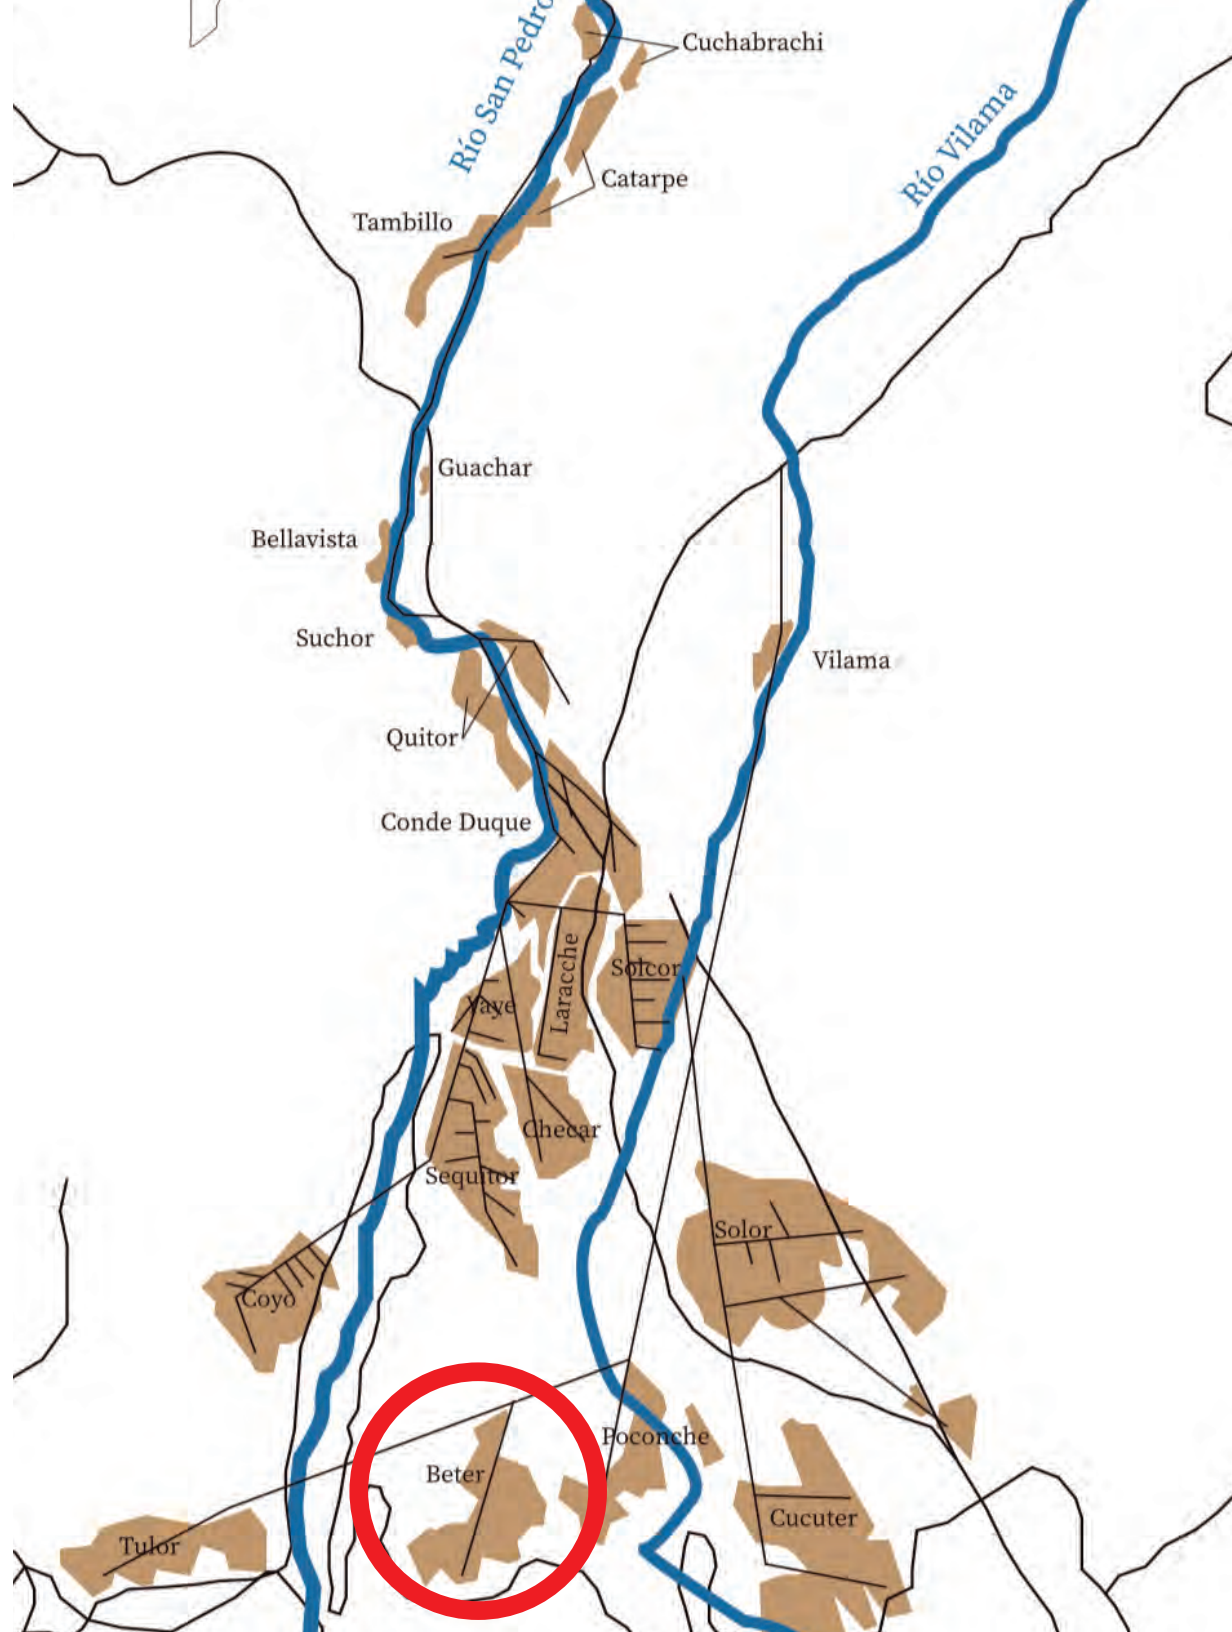 Cuchabrachi
Río San Pedro
Río Vilama
Catarpe
Tambillo
Guachar
Bellavista
Suchor
Vilama
Quitor
Conde Duque
Laracche
Solcor
Yaye
Checar
Sequitor
Solor
Coyo
Poconche
Beter
Cucuter
Tulor